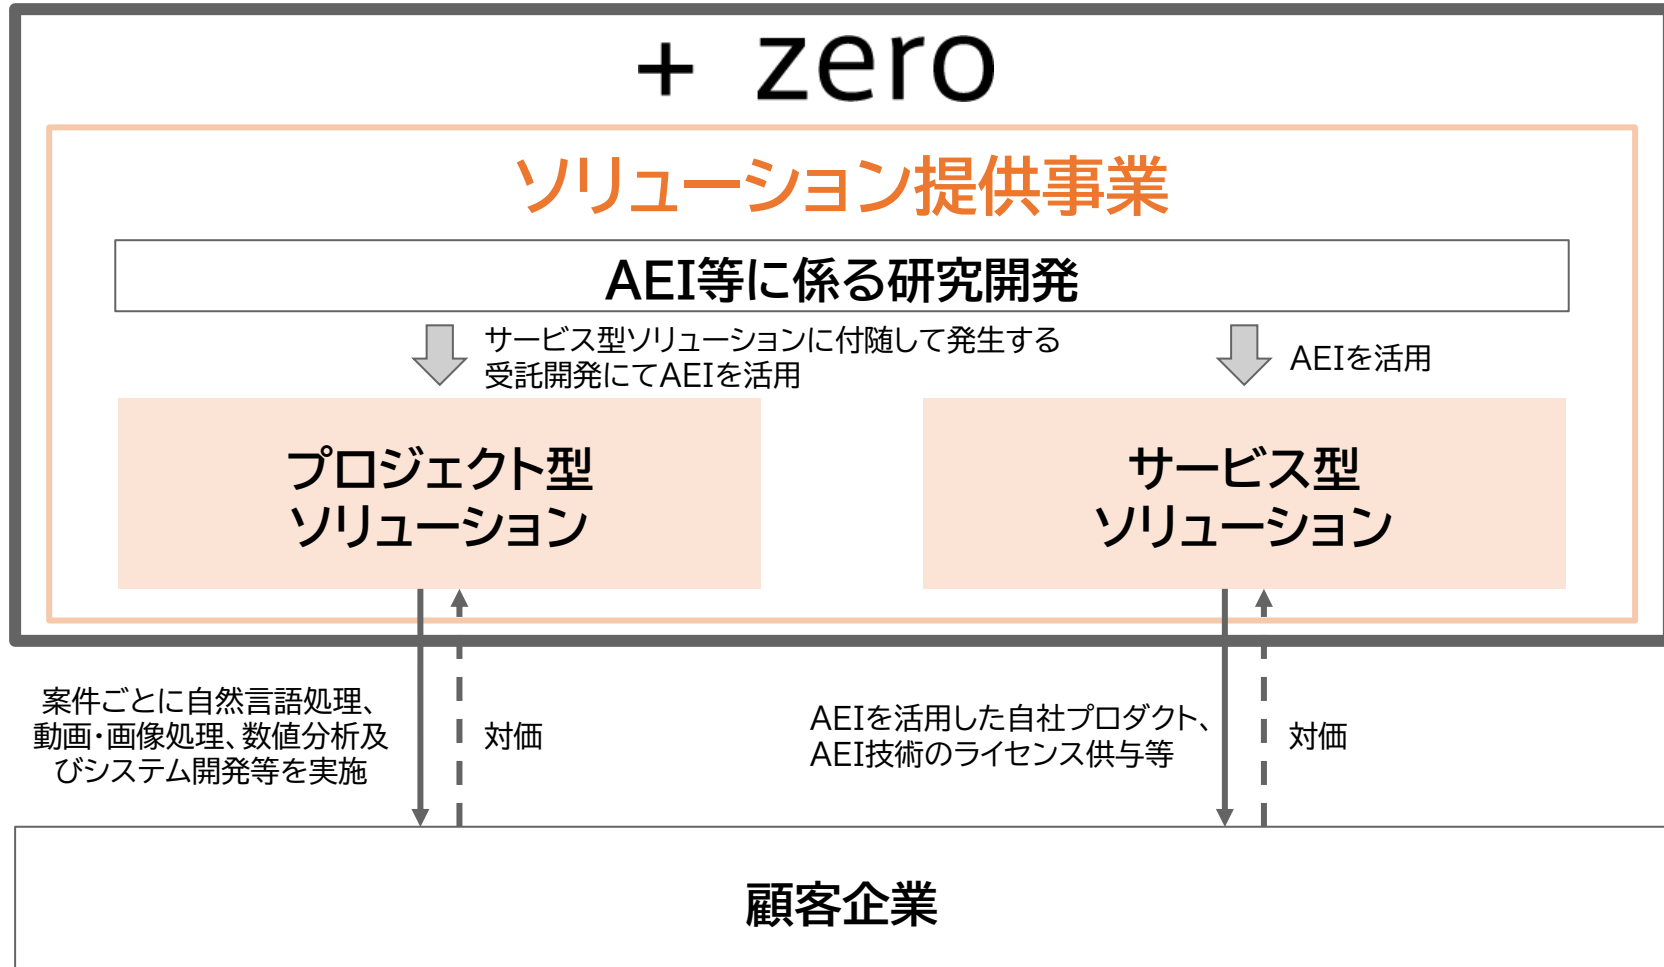 + zero
ソリューション提供事業
AEI等に係る研究開発
サービス型ソリューションに付随して発生する
受託開発にてAEIを活用
AEIを活用
プロジェクト型
ソリューション
サービス型
ソリューション
案件ごとに自然言語処理、
動画・画像処理、数値分析及
びシステム開発等を実施
対価
AEIを活用した自社プロダクト、
AEI技術のライセンス供与等
対価
顧客企業